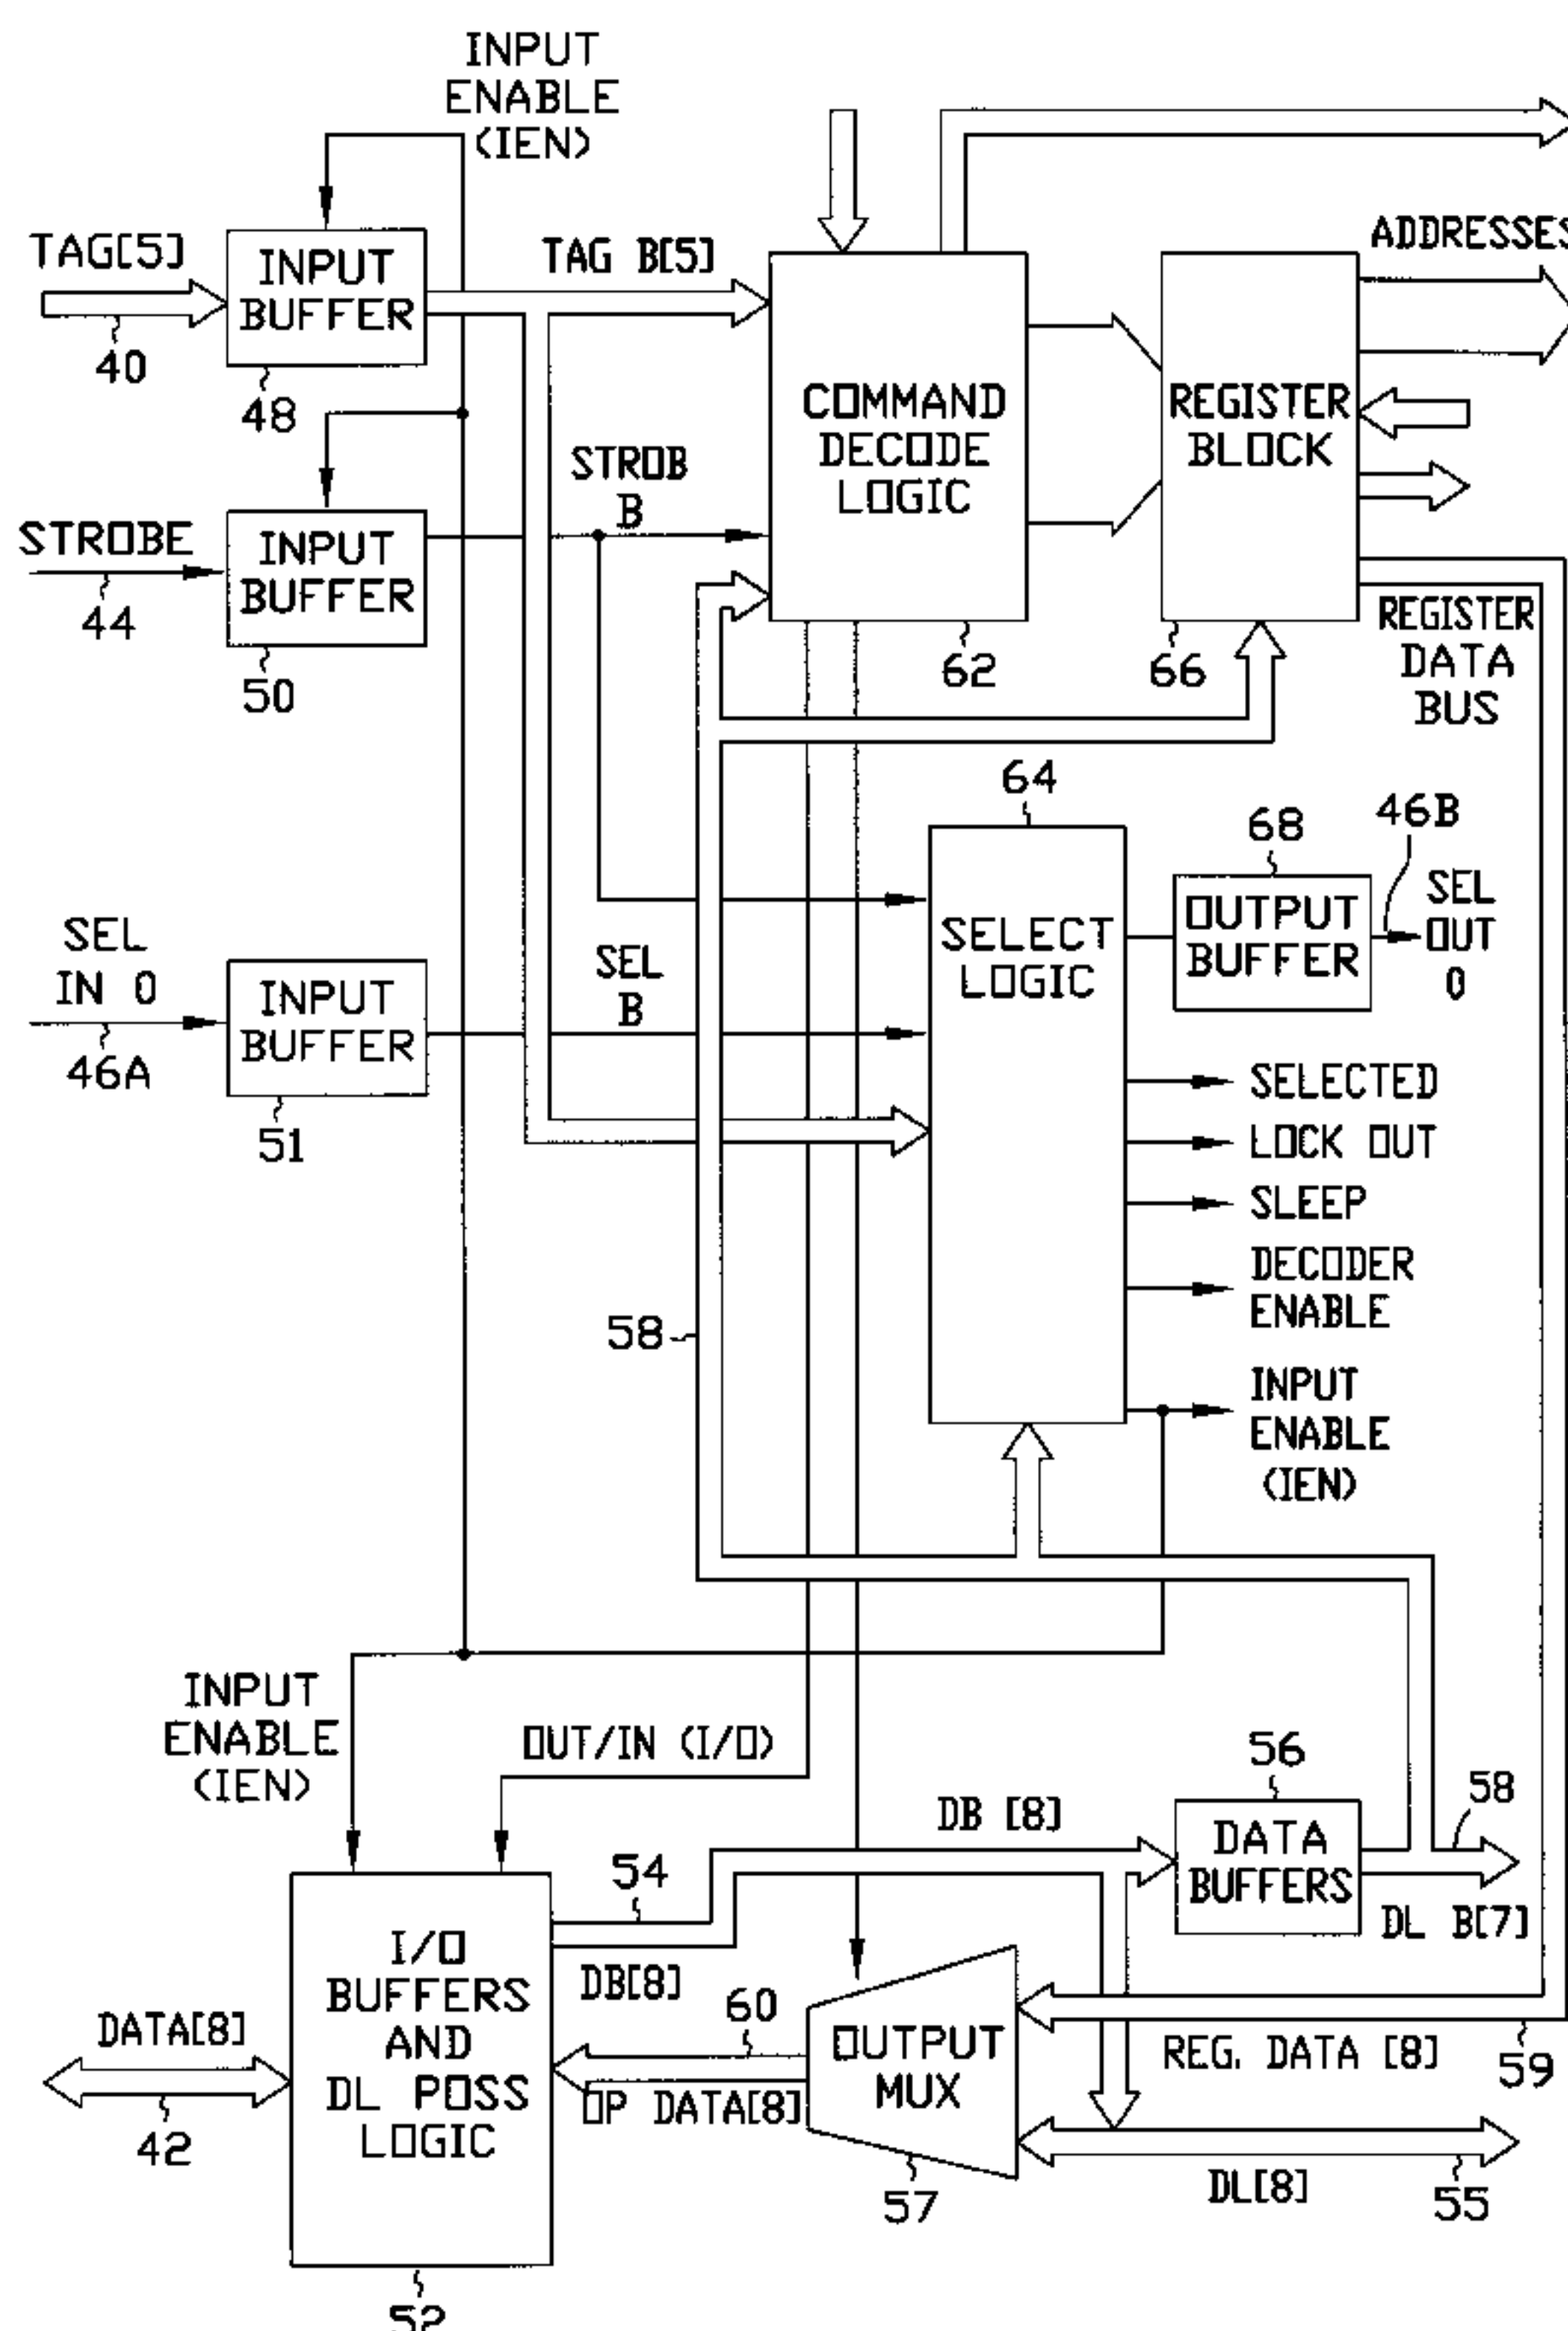 INPUT
ENABLE
(IEN)
TAG[5]
40
INPUT
BUFFER
48
TAG B[5]
COMMAND
DECODE
LOGIC
62
ADDRESSES
REGISTER
BLOCK
66
STROBE
44
INPUT
BUFFER
50
STROB
B
REGISTER
DATA
BUS
64
68
46B
SEL
IN 0
46A
INPUT
BUFFER
51
SEL
B
SELECT
LOGIC
OUTPUT
BUFFER
SEL
OUT
0
SELECTED
LOCK OUT
SLEEP
DECODER
ENABLE
58
INPUT
ENABLE
(IEN)
INPUT
ENABLE
(IEN)
OUT/IN (I/O)
DB [8]
56
DATA
BUFFERS
58
DL B[7]
54
DB[8]
I/O
BUFFERS
AND
DL POSS
LOGIC
52
DATA[8]
42
60
OP DATA[8]
OUTPUT
MUX
57
REG. DATA [8]
59
DL[8]
55